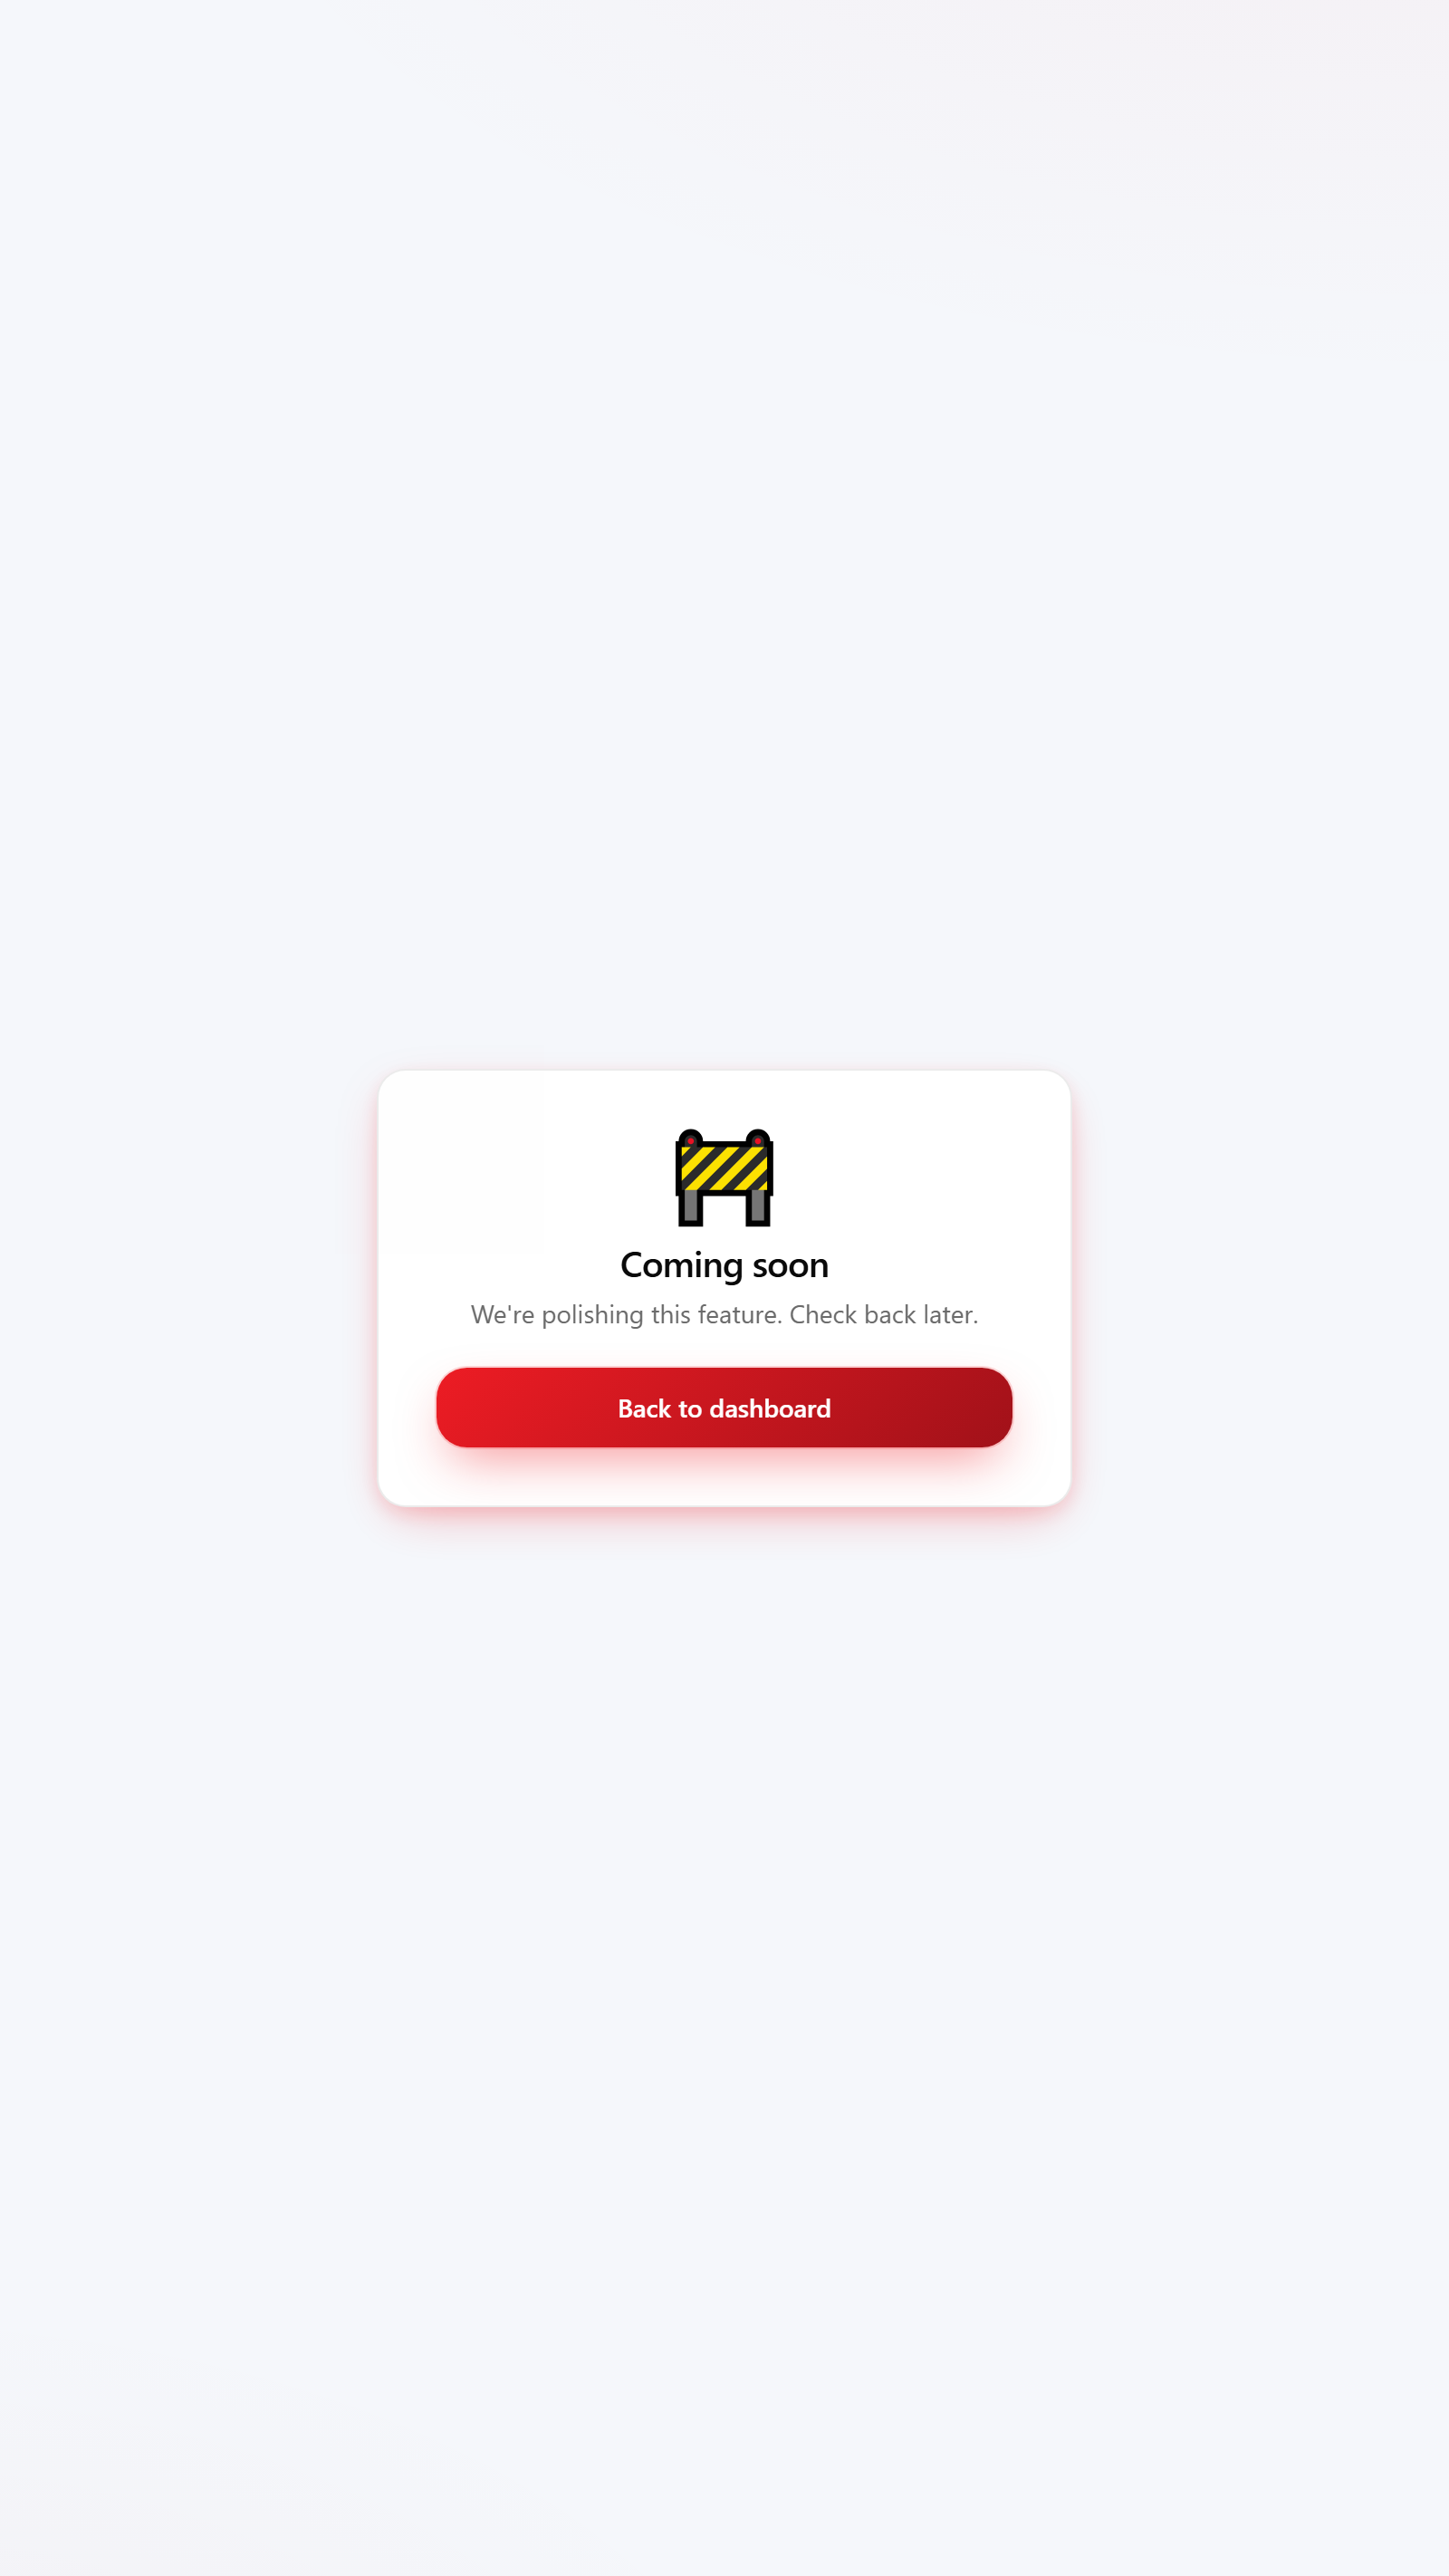 Coming soon
We're polishing this feature. Check back later.
Back to dashboard